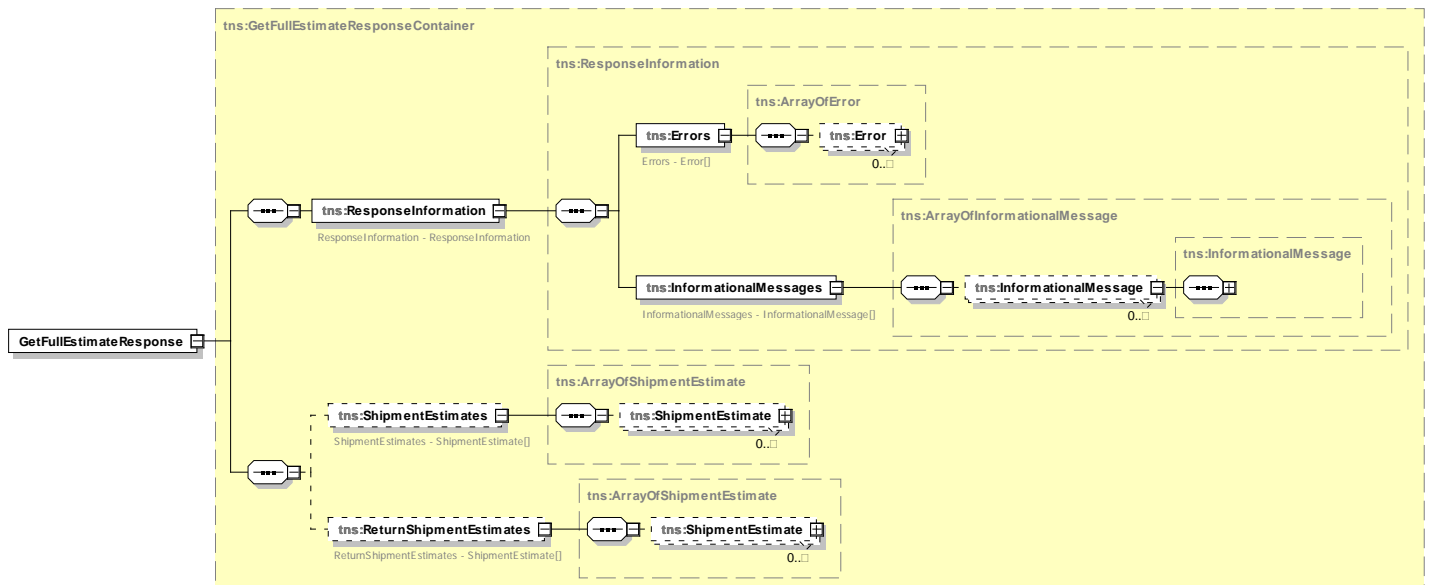 tns:GetFullEstimateResponseContainer
tns:ResponseInformation
tns:ArrayOfError
tns:Errors
tns:Error
Errors - Error[]
0..□
tns:ResponseInformation
ResponseInformation - ResponseInformation
tns:ArrayOfInformationalMessage
tns:InformationalMessage
tns:InformationalMessages
tns:InformationalMessage
InformationalMessages - InformationalMessage[]
0..□
GetFullEstimateResponse
tns:ArrayOfShipmentEstimate
tns:ShipmentEstimates
tns:ShipmentEstimate
ShipmentEstimates - ShipmentEstimate[]
0..□
tns:ArrayOfShipmentEstimate
tns:ReturnShipmentEstimates
tns:ShipmentEstimate
ReturnShipmentEstimates - ShipmentEstimate[]
0..□